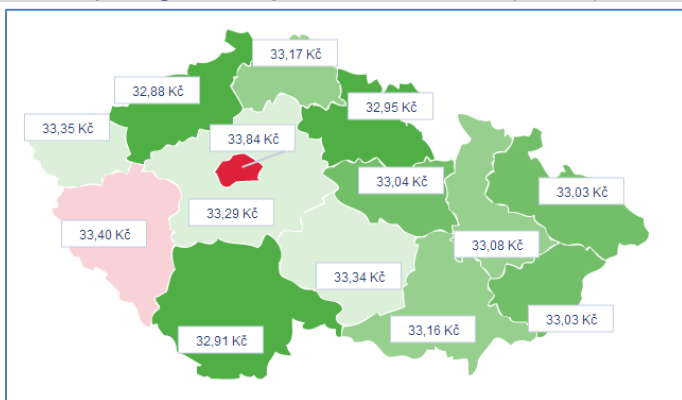 33,17 Kč
32,88 Kč
32,95 Kč
33,35 Kč
33,84 Kč
33,04 Kč
33,03 Kč
33,29 Kč
33,40 Kč
33,08 Kč
33,34 Kč
33,03 Kč
33,16 Kč
32,91 Kč